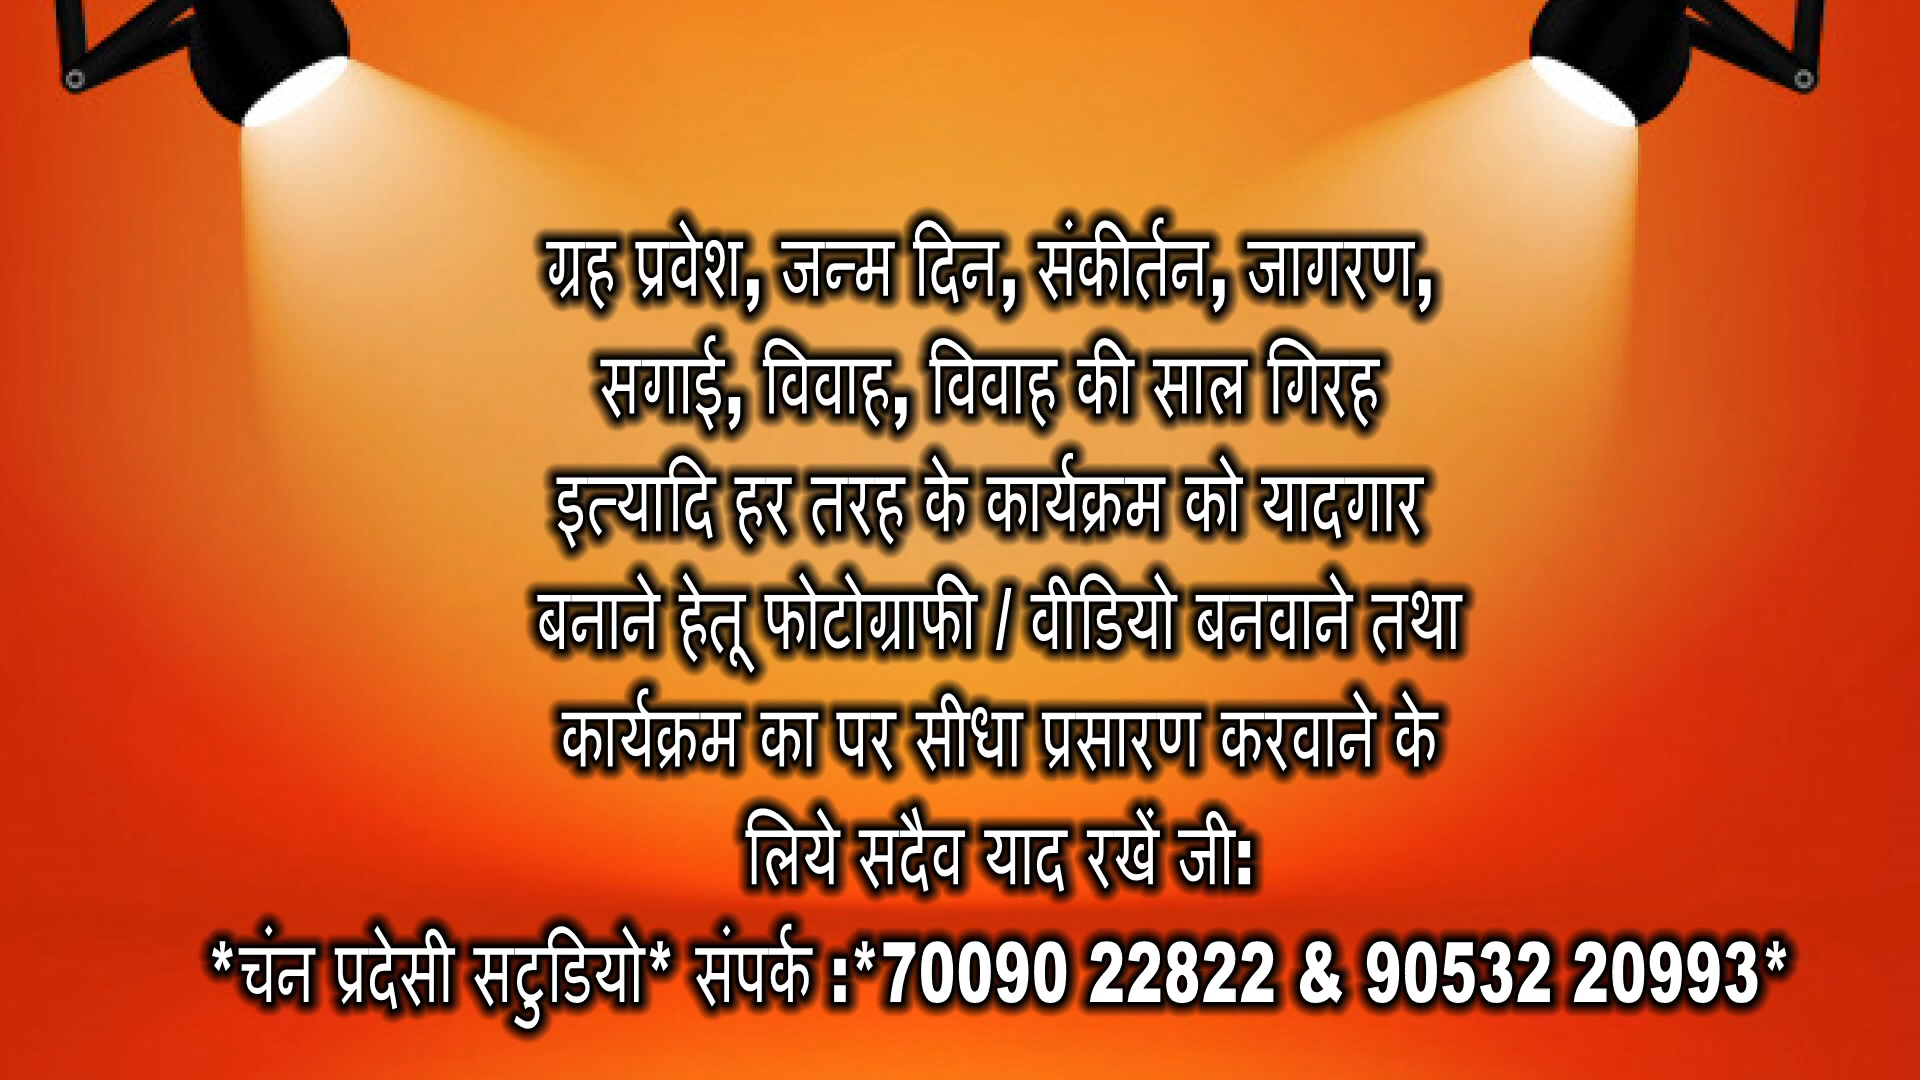 ग्रह प्रवेश, जन्म दिन, संकीर्तन, जागरण,
सगाई, विवाह, विवाह की साल गिरह
इत्यादि हर तरह के कार्यक्रम को यादगार
बनाने हेतू फोटोग्राफी / वीडियो बनवाने तथा
कार्यक्रम का पर सीधा प्रसारण करवाने के
लिये सदैव याद रखें जी:
*चंन प्रदेसी सटुडियो* संपर्क :*70090 22822 & 90532 20993*